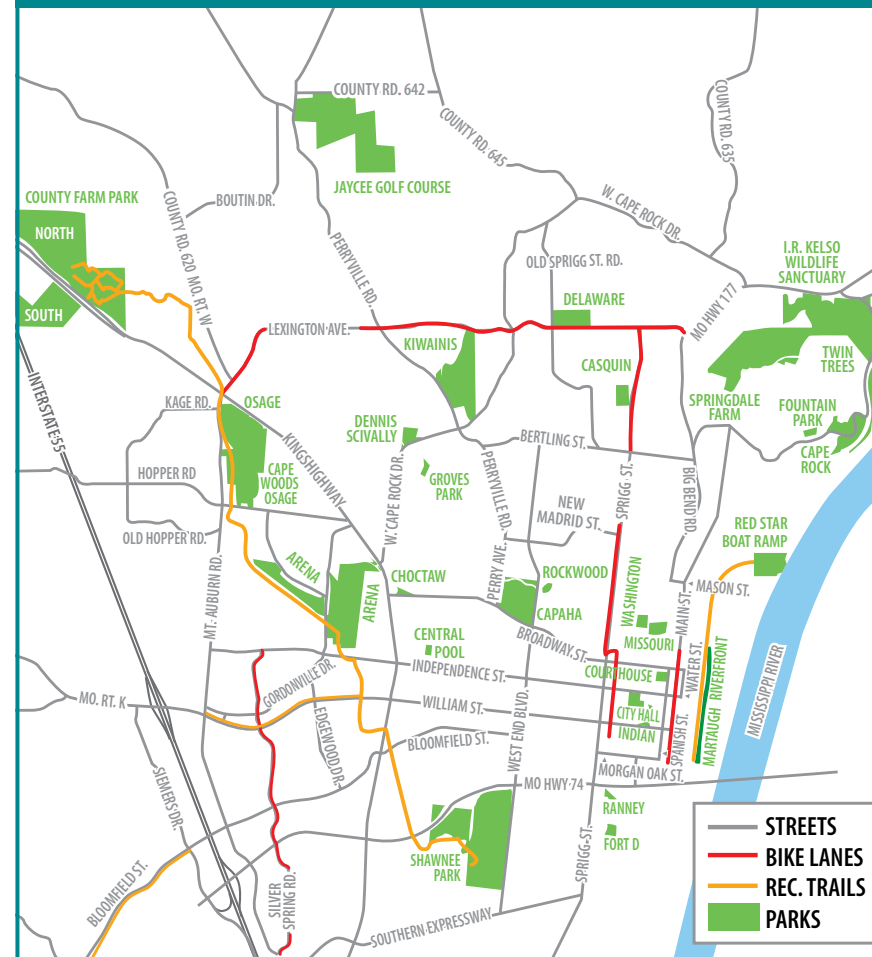 COUNTY RD. 642
COUNTY RD. 645
COUNTY RD. 635
JAYCEE GOLF COURSE
COUNTY FARM PARK
NORTH
SOUTH
BOUTIN DR.
COUNTY RD. 620 MO. RT. W
PERRYVILLE RD.
W. CAPE ROCK DR.
OLD SPRIGG ST. RD.
MO HWY 177
I.R. KELSO
WILDLIFE
SANCTUARY
DELAWARE
LEXINGTON AVE.
KIWAINIS
CASQUIN
TWIN
TREES
SPRINGDALE
FARM
FOUNTAIN
PARK
CAPE
ROCK
INTERSTATE 55
KAGE RD.
OSAGE
KINGSHIGHWAY
DENNIS
SCIVALLY
BERTLING ST.
HOPPER RD
CAPE
WOODS
OSAGE
W. CAPE ROCK DR.
GROVES
PARK
PERRYVILLE RD.
SPRIGG ST.
BIG BEND RD.
NEW
MADRID ST.
OLD HOPPER RD.
RED STAR
BOAT RAMP
MT. AUBURN RD.
ARENA
ARENA
CHOCTAW
PERRY AVE.
ROCKWOOD
CAPAHA
WASHINGTON
MASON ST.
MAIN ST.
MISSOURI
BROADWAY ST.
CENTRAL
POOL
INDEPENDENCE ST.
COURTHOUSE
WATER ST.
MARTAUGH RIVERFRONT
MISSISSIPPI RIVER
GORDONVILLE DR.
MO. RT. K
WILLIAM ST.
CITY HALL
INDIAN
SPANISH ST.
EDGEWOOD DR.
BLOOMFIELD ST.
WEST END BLVD.
MORGAN OAK ST.
MO HWY 74
SIEMERS DR.
RANNEY
FORT D
SHAWNEE
PARK
SPRIGG ST.
BLOOMFIELD ST.
SILVER
SPRING RD.
SOUTHERN EXPRESSWAY
STREETS
BIKE LANES
REC. TRAILS
PARKS